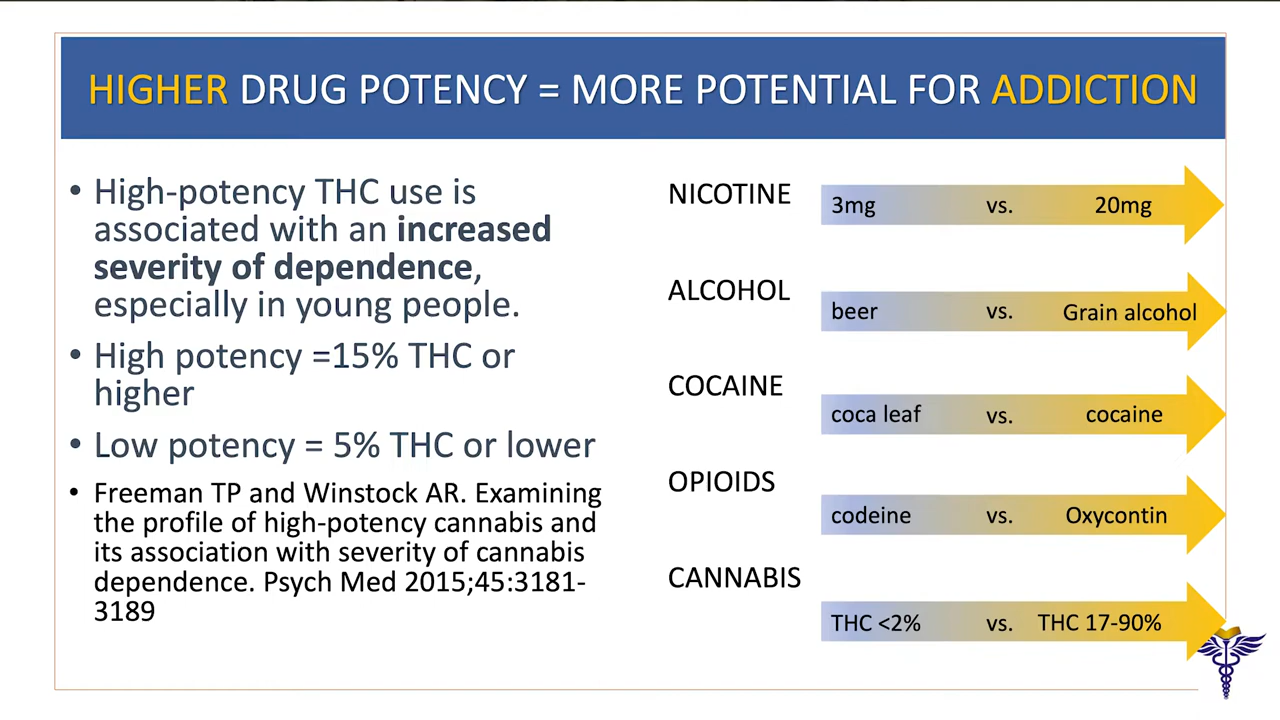 HIGHER DRUG POTENCY = MORE POTENTIAL FOR ADDICTION
• High-potency THC use is
associated with an increased
severity of dependence,
especially in young people.
• High potency =15% THC or
higher
• Low potency = 5% THC or lower
• Freeman TP and Winstock AR. Examining
the profile of high-potency cannabis and
its association with severity of cannabis
dependence. Psych Med 2015;45:3181-
3189
NICOTINE
3mg vs. 20mg
ALCOHOL
beer vs. Grain alcohol
COCAINE
coca leaf vs. cocaine
OPIOIDS
codeine vs. Oxycontin
CANNABIS
THC <2% vs. THC 17-90%